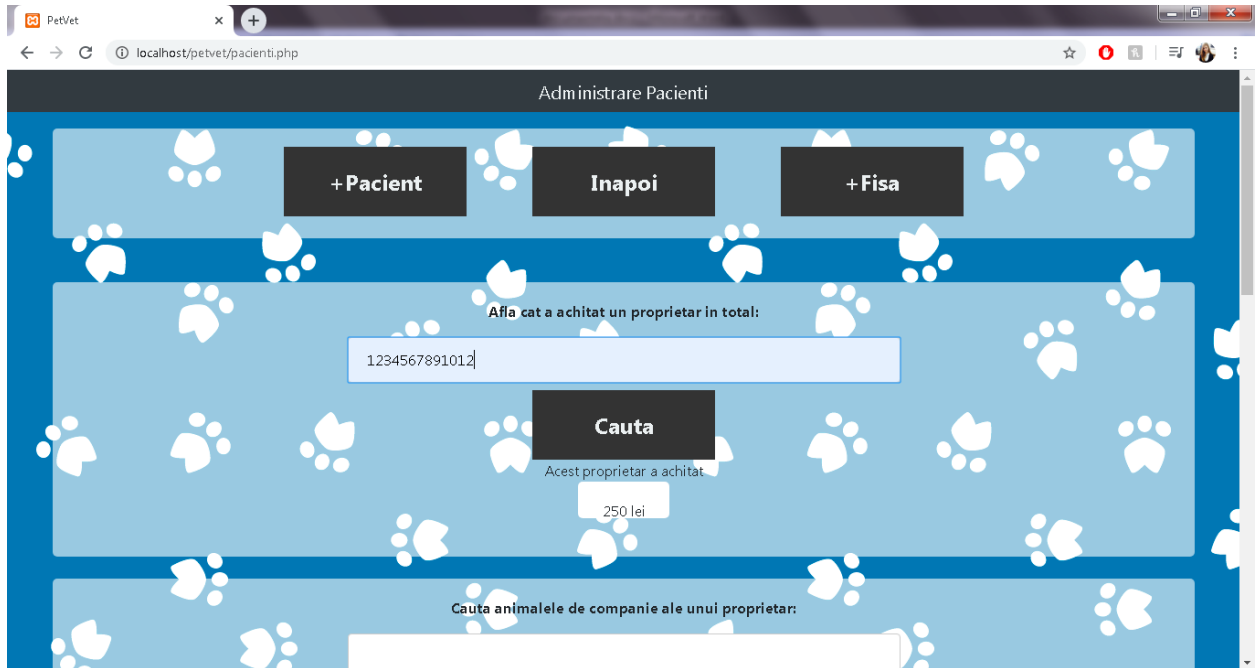 PetVet
localhost/petvet/pacienti.php
Administrare Pacienti
+Pacient
Inapoi
+Fisa
Afla cat a achitat un proprietar in total:
1234567891012
Cauta
Acest proprietar a achitat
250 lei
Cauta animalele de companie ale unui proprietar: